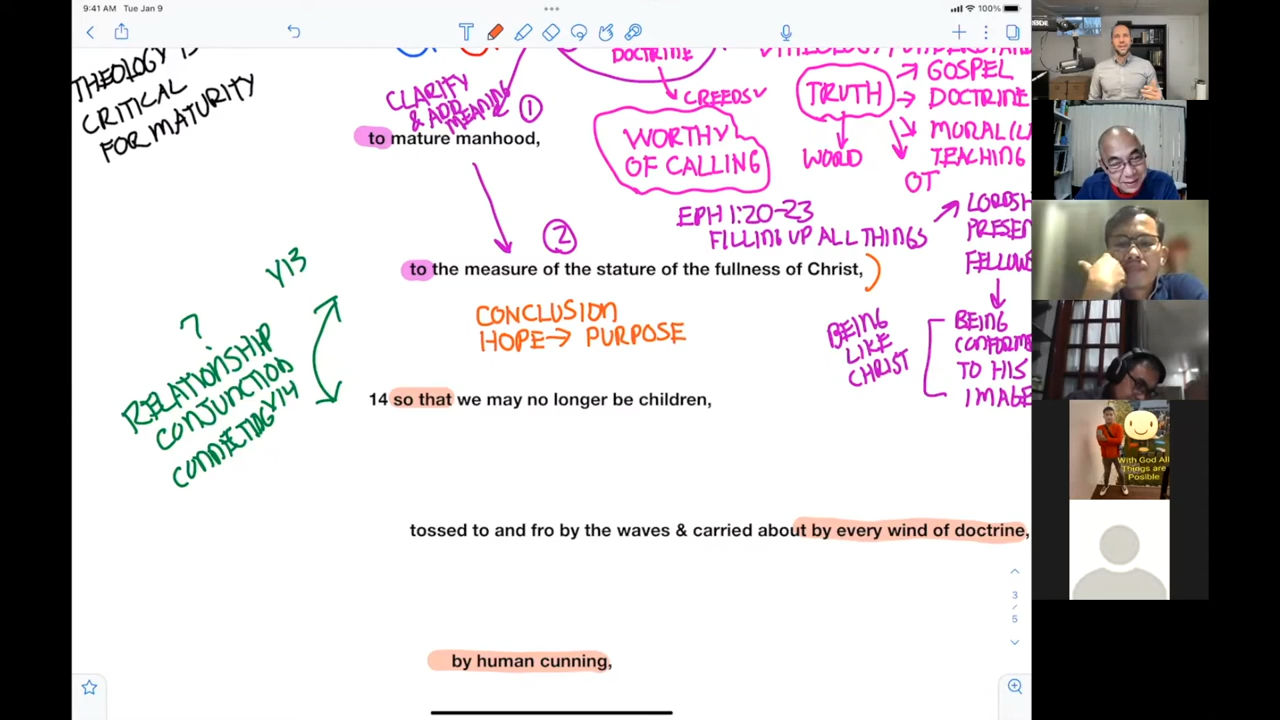 9:41 AM Tue Jan 9
100%
THEOLOGY IS
CRITICAL
FOR MATURITY
CLARIFY
& ADD
MEANING
1
DOCTRINE
CREEDS
WORTHY
OF CALLING
TRUTH
WORD
GOSPEL
DOCTRINE
MORAL
TEACHING
OT
to mature manhood,
EPH 1:20-23
FILLING UP ALL THINGS
2
to the measure of the stature of the fullness of Christ,
V13
CONCLUSION
HOPE → PURPOSE
BEING
LIKE
CHRIST
BEING
CONFORM
TO HIS
IMAGE
?
RELATIONSHIP
CONJUNCTION
CONNECTING V14
14 so that we may no longer be children,
tossed to and fro by the waves & carried about by every wind of doctrine,
by human cunning,
3
/
5
With God All
Things are
Posible